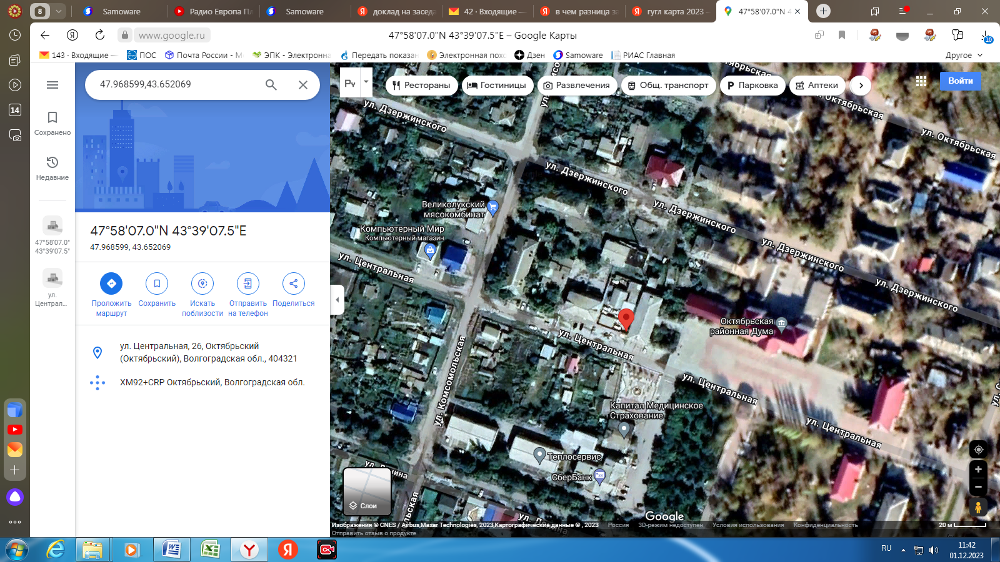 8
Samoware
Радио Европа Пл
Samoware
доклад на заседа
42 · Входящие —
в чем разница за
гугл карта 2023 –
47°58'07.0"N 4
www.google.ru
47°58'07.0"N 43°39'07.5"E – Google Карты
10
143 · Входящие —
ПОС
Почта России - М
ЭПК - Электронна
Передать показан
Электронная похо
Дзен
Samoware
РИАС Главная
Другое
14
Сохранено
Недавние
47°58'07.0"
43°39'07.5"
ул.
Централ...
47.968599,43.652069
47°58'07.0"N 43°39'07.5"E
47.968599, 43.652069
Проложить
маршрут
Сохранить
Искать
поблизости
Отправить
на телефон
Поделиться
ул. Центральная, 26, Октябрьский
(Октябрьский), Волгоградская обл., 404321
XM92+CRP Октябрьский, Волгоградская обл.
Рестораны
Гостиницы
Развлечения
Общ. транспорт
Парковка
Аптеки
Войти
ул. Дзержинского
ул. Октябрьская
ул. Дзержинского
ул. Дзержинского
ул. Дзержинского
ул. Дзержинского
Великолукский
мясокомбинат
Компьютерный Мир
Компьютерный магазин
ул. Центральная
Октябрьская
районная Дума
ул. Центральная
ул. Комсомольская
ул. Центральная
Капитал Медицинское
Страхование
ул. Центральная
Теплосервис
СберБанк
Слои
Google
Изображения © CNES / Airbus,Maxar Technologies, 2023,Картографические данные © , 2023
Россия
3D-режим недоступен
Условия использования
Конфиденциальность
20 м
Отправить отзыв о продукте
RU
11:42
01.12.2023